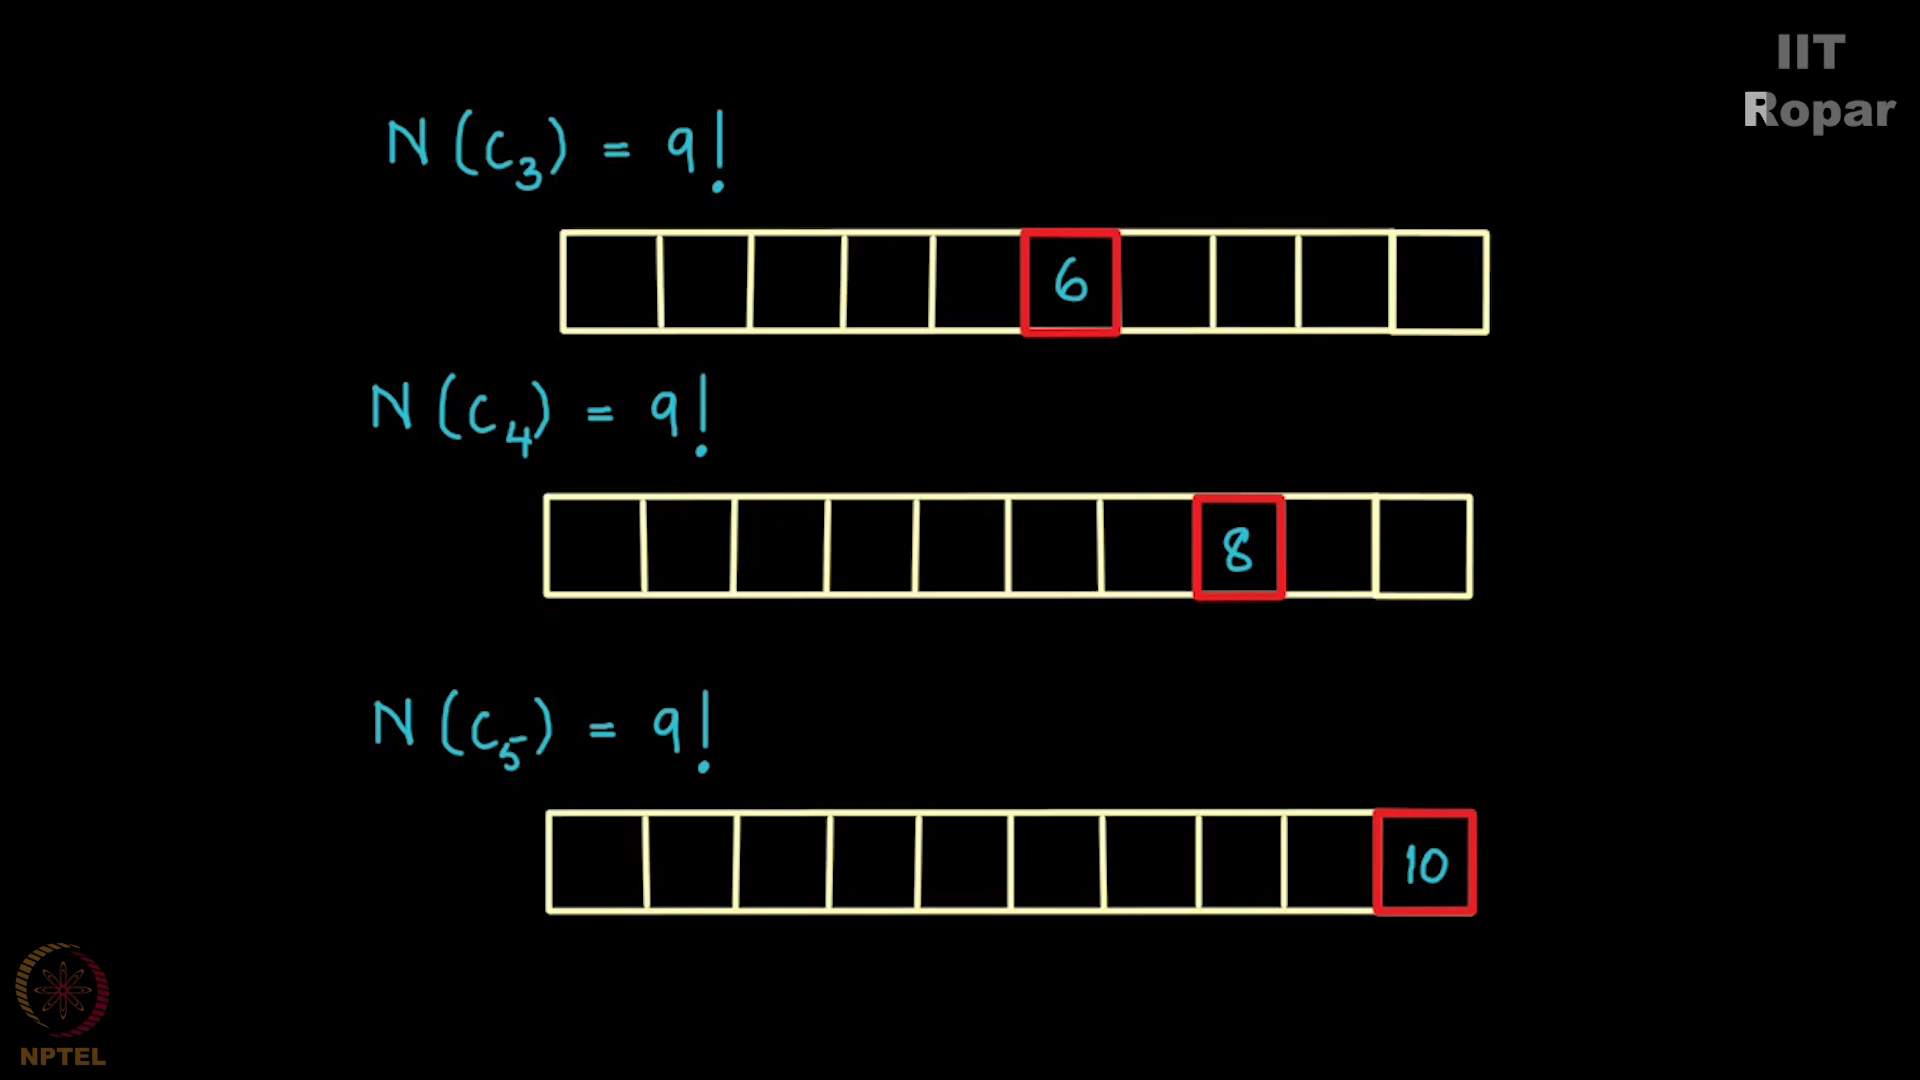 IIT
Ropar
N(C₃) = 9!
6
N(C₄) = 9!
8
N(C₅) = 9!
10
NPTEL